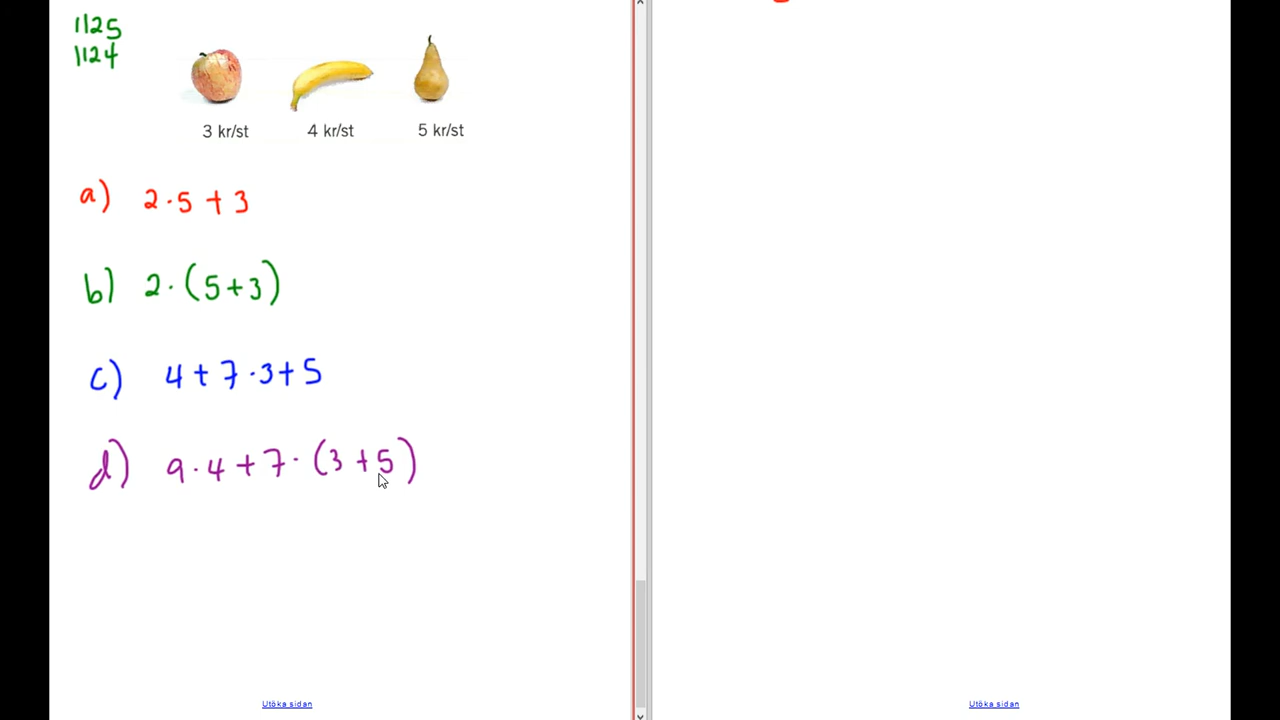 1125
1124
3 kr/st 4 kr/st 5 kr/st
a) 2·5+3
b) 2·(5+3)
c) 4+7·3+5
d) 9·4+7·(3+5)
Utöka sidan Utöka sidan